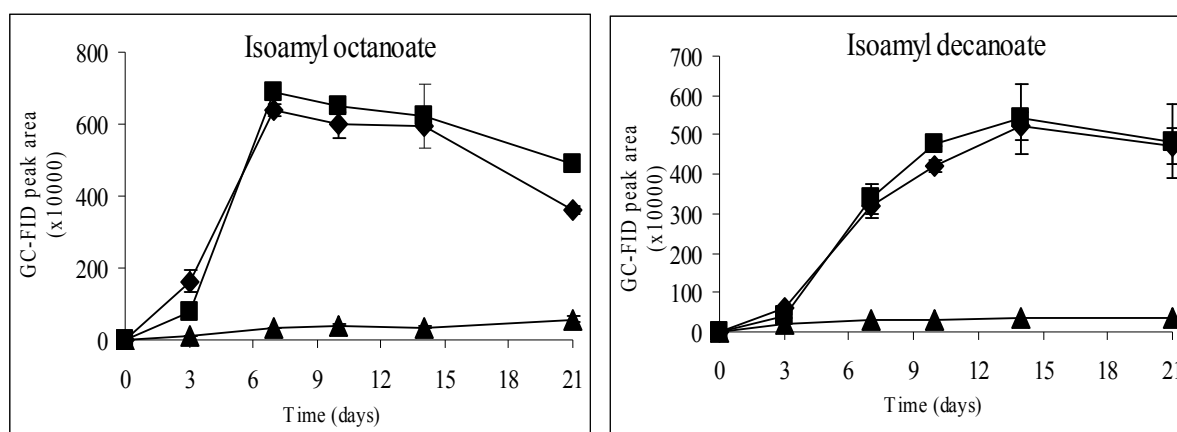 Isoamyl octanoate
GC-FID peak area
(x10000)
800
600
400
200
0
0 3 6 9 12 15 18 21
Time (days)
Isoamyl decanoate
GC-FID peak area
(x10000)
700
600
500
400
300
200
100
0
0 3 6 9 12 15 18 21
Time (days)